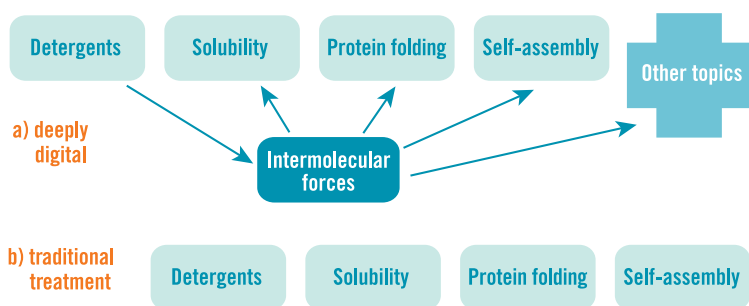 Detergents
Solubility
Protein folding
Self-assembly
Other topics
a) deeply
digital
Intermolecular
forces
b) traditional
treatment
Detergents
Solubility
Protein folding
Self-assembly